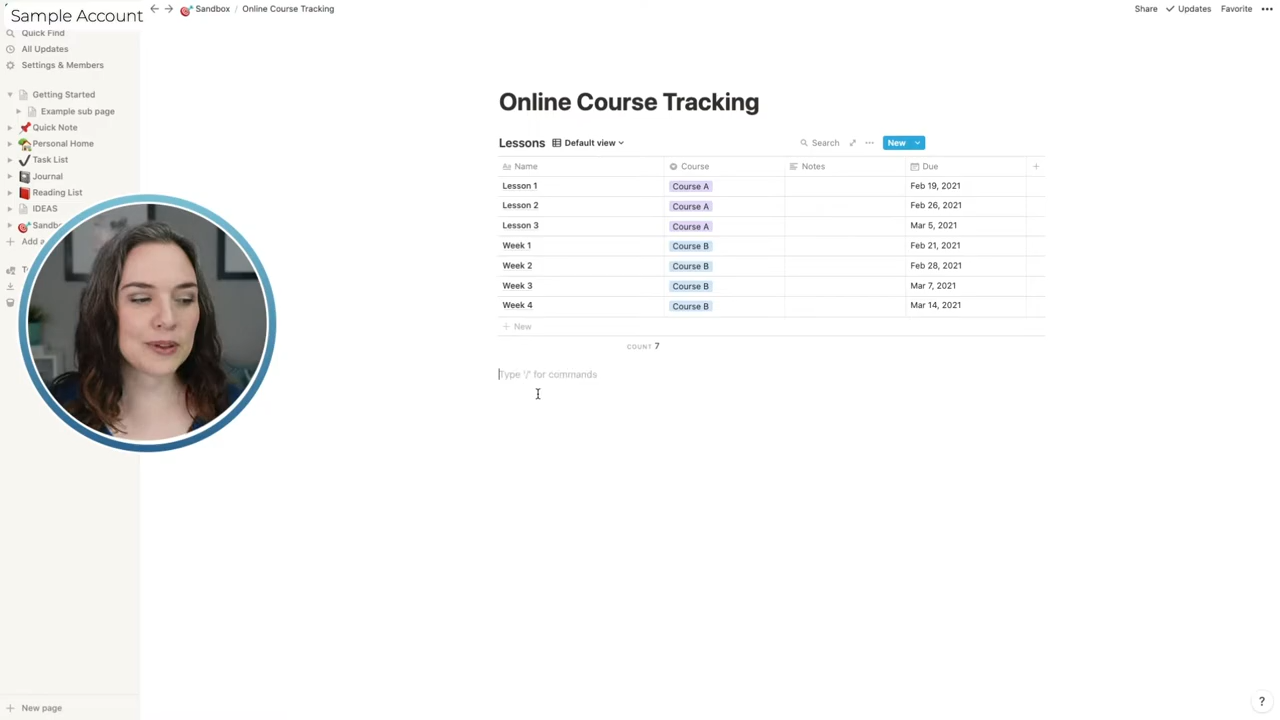 Sample Account
Sandbox / Online Course Tracking
Share Updates Favorite
Quick Find
All Updates
Settings & Members
Getting Started
Example sub page
Quick Note
Personal Home
Task List
Journal
Reading List
IDEAS
Add a
New page
Online Course Tracking
Lessons Default view Search New
Aa Name Course Notes Due +
Lesson 1 Course A Feb 19, 2021
Lesson 2 Course A Feb 26, 2021
Lesson 3 Course A Mar 5, 2021
Week 1 Course B Feb 21, 2021
Week 2 Course B Feb 28, 2021
Week 3 Course B Mar 7, 2021
Week 4 Course B Mar 14, 2021
+ New
COUNT 7
Type '/' for commands
?